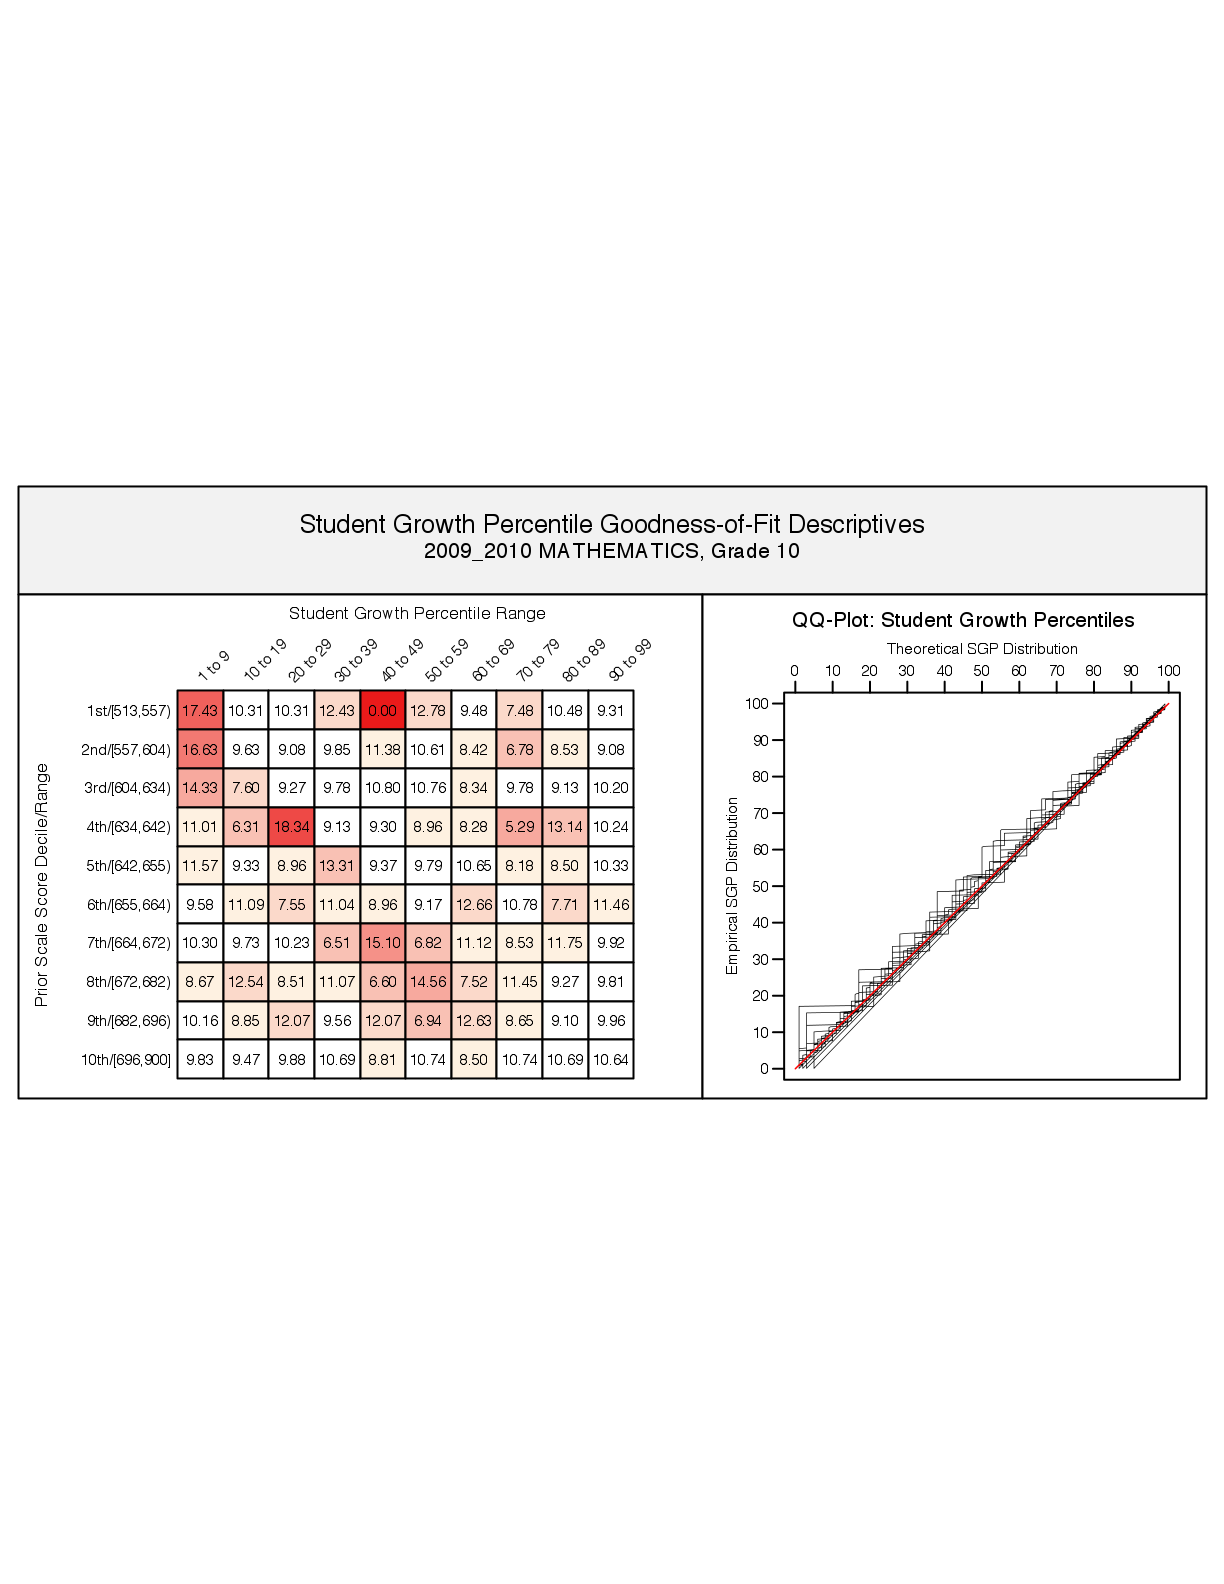 Student Growth Percentile Goodness-of-Fit Descriptives
2009_2010 MATHEMATICS, Grade 10
Student Growth Percentile Range
1 to 9 10 to 19 20 to 29 30 to 39 40 to 49 50 to 59 60 to 69 70 to 79 80 to 89 90 to 99
Prior Scale Score Decile/Range
1st/[513,557) 17.43 10.31 10.31 12.43 0.00 12.78 9.48 7.48 10.48 9.31
2nd/[557,604) 16.63 9.63 9.08 9.85 11.38 10.61 8.42 6.78 8.53 9.08
3rd/[604,634) 14.33 7.60 9.27 9.78 10.80 10.76 8.34 9.78 9.13 10.20
4th/[634,642) 11.01 6.31 18.34 9.13 9.30 8.96 8.28 5.29 13.14 10.24
5th/[642,655) 11.57 9.33 8.96 13.31 9.37 9.79 10.65 8.18 8.50 10.33
6th/[655,664) 9.58 11.09 7.55 11.04 8.96 9.17 12.66 10.78 7.71 11.46
7th/[664,672) 10.30 9.73 10.23 6.51 15.10 6.82 11.12 8.53 11.75 9.92
8th/[672,682) 8.67 12.54 8.51 11.07 6.60 14.56 7.52 11.45 9.27 9.81
9th/[682,696) 10.16 8.85 12.07 9.56 12.07 6.94 12.63 8.65 9.10 9.96
10th/[696,900] 9.83 9.47 9.88 10.69 8.81 10.74 8.50 10.74 10.69 10.64
QQ-Plot: Student Growth Percentiles
Theoretical SGP Distribution
0 10 20 30 40 50 60 70 80 90 100
Empirical SGP Distribution
100
90
80
70
60
50
40
30
20
10
0